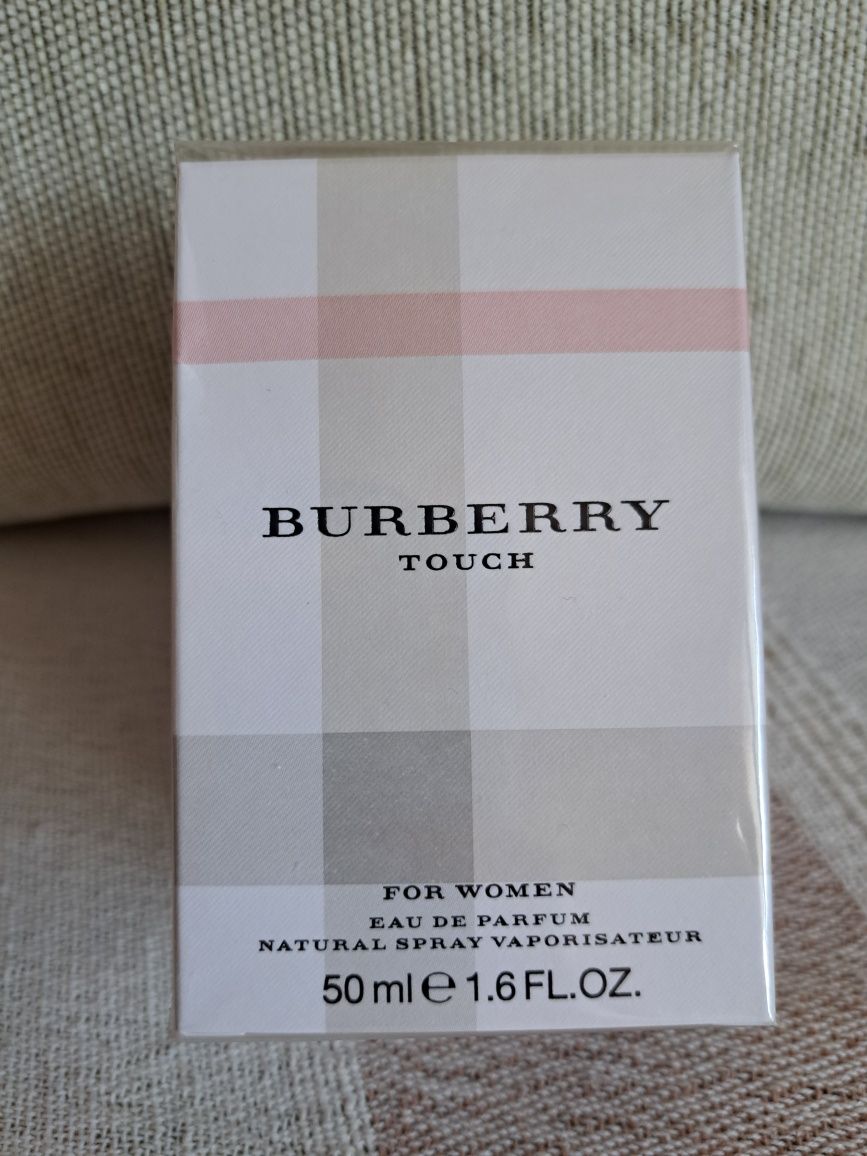 BURBERRY
TOUCH
FOR WOMEN
EAU DE PARFUM
NATURAL SPRAY VAPORISATEUR
50 ml ℮ 1.6 FL.OZ.